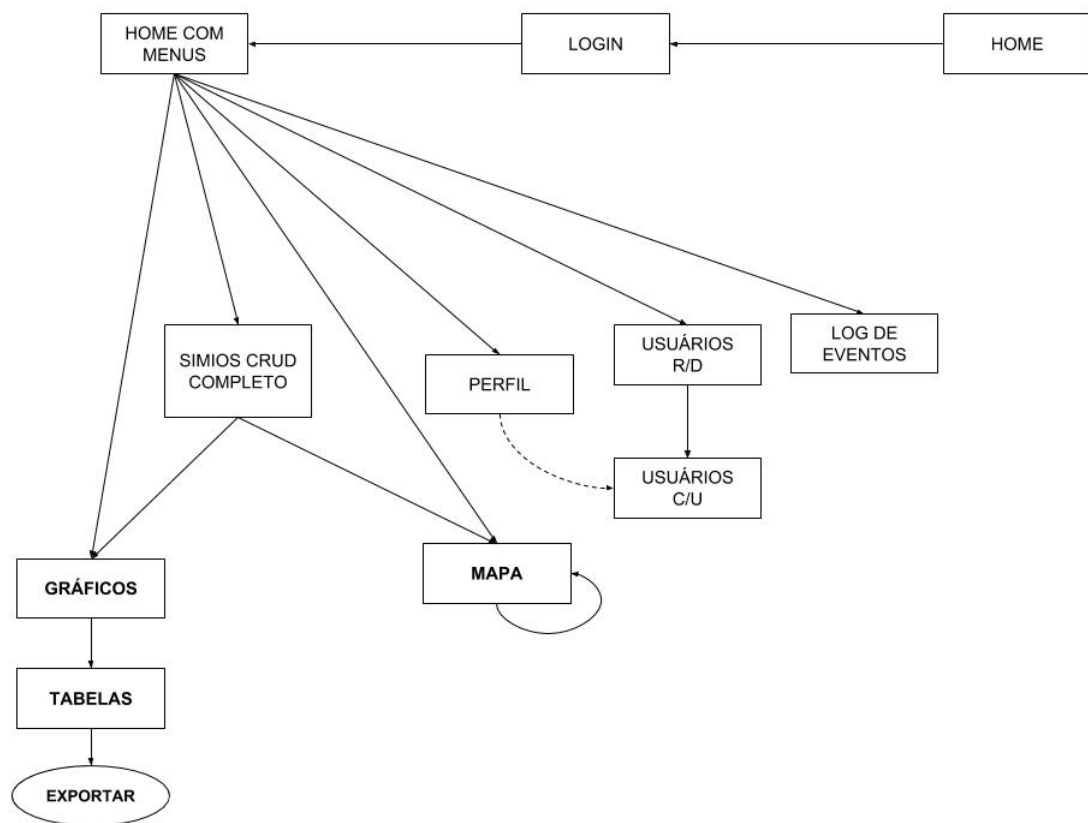 HOME COM
MENUS
LOGIN
HOME
SIMIOS CRUD
COMPLETO
PERFIL
USUÁRIOS
R/D
LOG DE
EVENTOS
USUÁRIOS
C/U
GRÁFICOS
MAPA
TABELAS
EXPORTAR